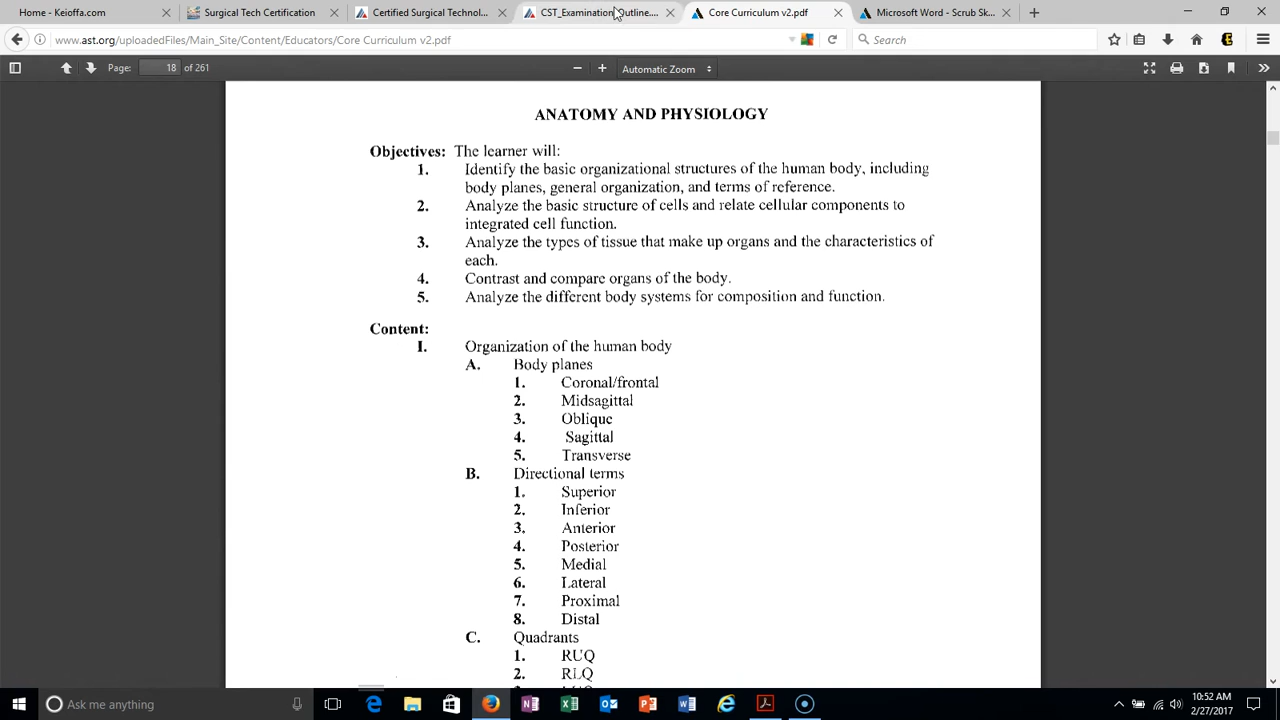 Home - Keioffa.com
Surgical Tech Certification
Certified Surgical Technol...
CST_Examination_Outline...
Core Curriculum v2.pdf
Microsoft Word - Scrub Sk...
www.ast.org/uploadedFiles/Main_Site/Content/Educators/Core Curriculum v2.pdf
Search
Page: 18 of 261
Automatic Zoom
ANATOMY AND PHYSIOLOGY
Objectives: The learner will:
1. Identify the basic organizational structures of the human body, including
body planes, general organization, and terms of reference.
2. Analyze the basic structure of cells and relate cellular components to
integrated cell function.
3. Analyze the types of tissue that make up organs and the characteristics of
each.
4. Contrast and compare organs of the body.
5. Analyze the different body systems for composition and function.
Content:
I. Organization of the human body
A. Body planes
1. Coronal/frontal
2. Midsagittal
3. Oblique
4. Sagittal
5. Transverse
B. Directional terms
1. Superior
2. Inferior
3. Anterior
4. Posterior
5. Medial
6. Lateral
7. Proximal
8. Distal
C. Quadrants
1. RUQ
2. RLQ
Ask me anything
10:52 AM
2/27/2017